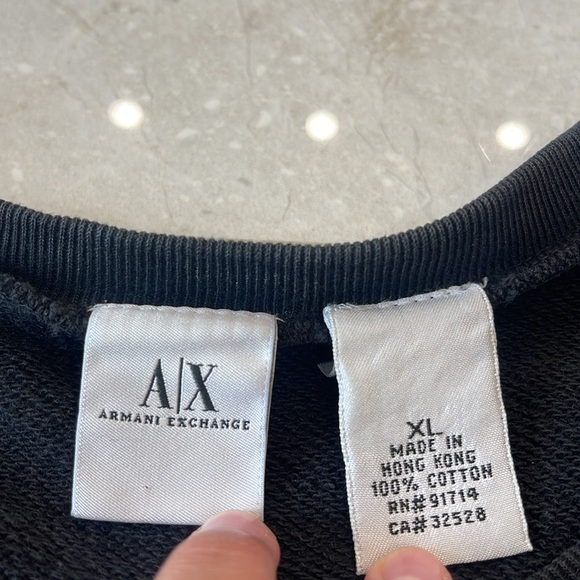 A|X
ARMANI EXCHANGE
XL
MADE IN
HONG KONG
100% COTTON
RN# 91714
CA# 32528